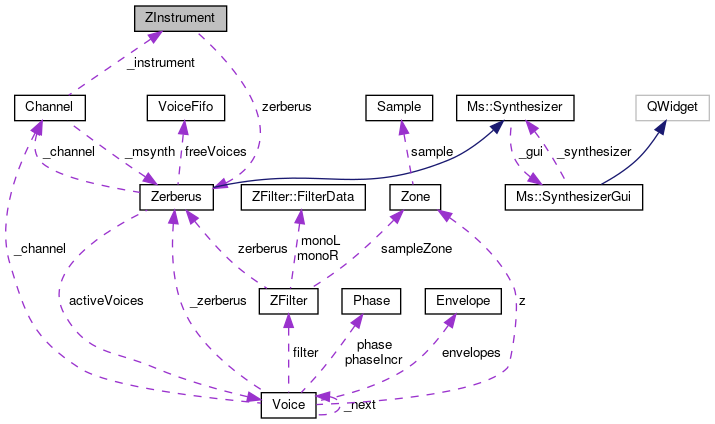 ZInstrument
_instrument
zerberus
Channel
VoiceFifo
Sample
Ms::Synthesizer
QWidget
_channel
_msynth
freeVoices
sample
_gui
_synthesizer
Zerberus
ZFilter::FilterData
Zone
Ms::SynthesizerGui
_channel
activeVoices
_zerberus
zerberus
monoL
monoR
sampleZone
ZFilter
Phase
Envelope
z
filter
phase
phaseIncr
envelopes
Voice
_next